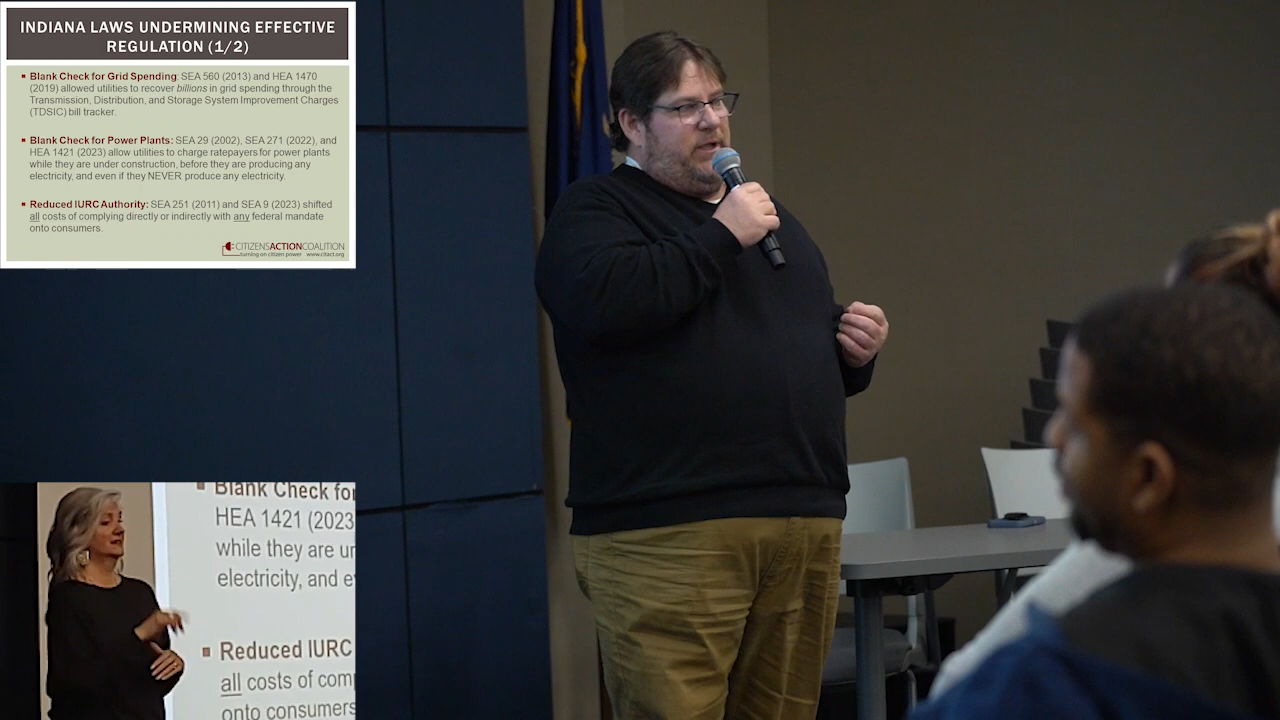 INDIANA LAWS UNDERMINING EFFECTIVE
REGULATION (1/2)
▪ Blank Check for Grid Spending: SEA 560 (2013) and HEA 1470
(2019) allowed utilities to recover billions in grid spending through the
Transmission, Distribution, and Storage System Improvement Charges
(TDSIC) bill tracker.
▪ Blank Check for Power Plants: SEA 29 (2002), SEA 271 (2022), and
HEA 1421 (2023) allow utilities to charge ratepayers for power plants
while they are under construction, before they are producing any
electricity, and even if they NEVER produce any electricity.
▪ Reduced IURC Authority: SEA 251 (2011) and SEA 9 (2023) shifted
all costs of complying directly or indirectly with any federal mandate
onto consumers.
CITIZENSACTIONCOALITION
turning on citizen power www.citact.org
▪ Blank Check for
HEA 1421 (2023
while they are un
electricity, and e
▪ Reduced IURC
all costs of com
onto consumers